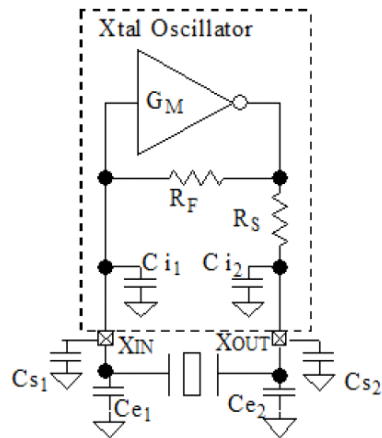 Xtal Oscillator
GM
RF
RS
Ci1 Ci2
XIN XOUT
Cs1 Cs2
Ce1 Ce2